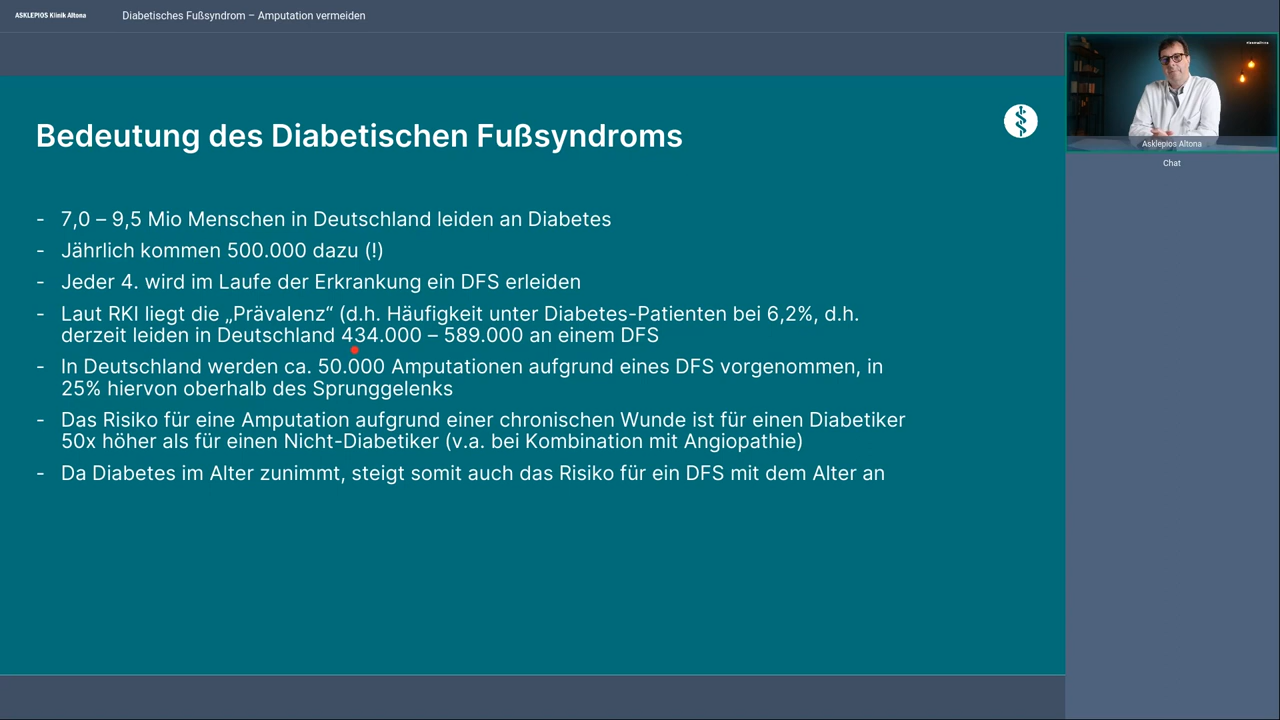 ASKLEPIOS Klinik Altona
Diabetisches Fußsyndrom – Amputation vermeiden
Bedeutung des Diabetischen Fußsyndroms
- 7,0 – 9,5 Mio Menschen in Deutschland leiden an Diabetes
- Jährlich kommen 500.000 dazu (!)
- Jeder 4. wird im Laufe der Erkrankung ein DFS erleiden
- Laut RKI liegt die „Prävalenz“ (d.h. Häufigkeit unter Diabetes-Patienten bei 6,2%, d.h.
derzeit leiden in Deutschland 434.000 – 589.000 an einem DFS
- In Deutschland werden ca. 50.000 Amputationen aufgrund eines DFS vorgenommen, in
25% hiervon oberhalb des Sprunggelenks
- Das Risiko für eine Amputation aufgrund einer chronischen Wunde ist für einen Diabetiker
50x höher als für einen Nicht-Diabetiker (v.a. bei Kombination mit Angiopathie)
- Da Diabetes im Alter zunimmt, steigt somit auch das Risiko für ein DFS mit dem Alter an
Asklepios Altona
Chat